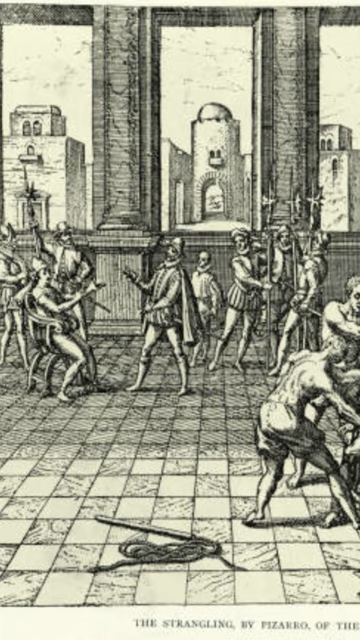 THE STRANGLING, BY PIZARRO, OF THE